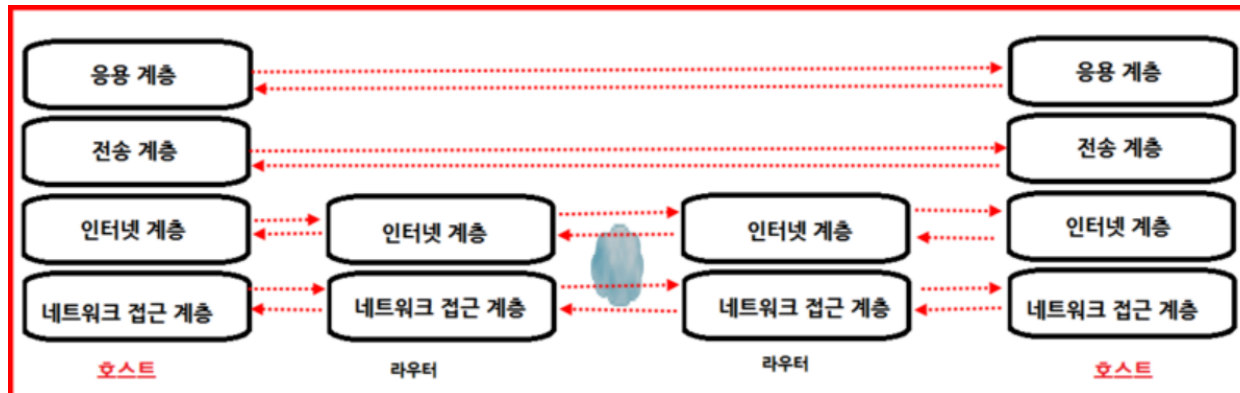 응용 계층
응용 계층
전송 계층
전송 계층
인터넷 계층
인터넷 계층
인터넷 계층
인터넷 계층
네트워크 접근 계층
네트워크 접근 계층
네트워크 접근 계층
네트워크 접근 계층
호스트
라우터
라우터
호스트